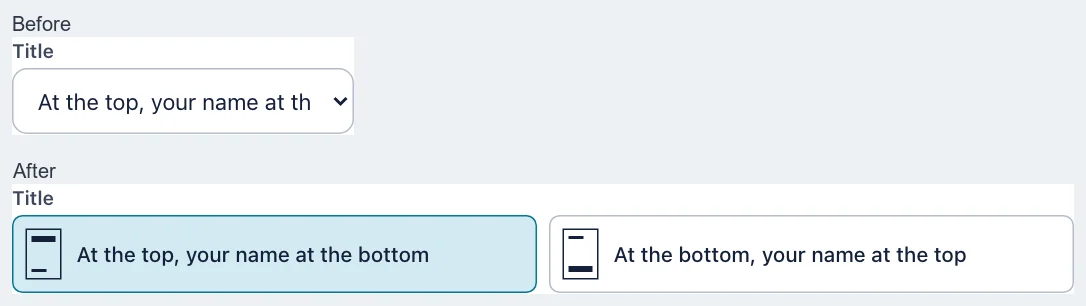 Before
Title
At the top, your name at th
After
Title
At the top, your name at the bottom
At the bottom, your name at the top